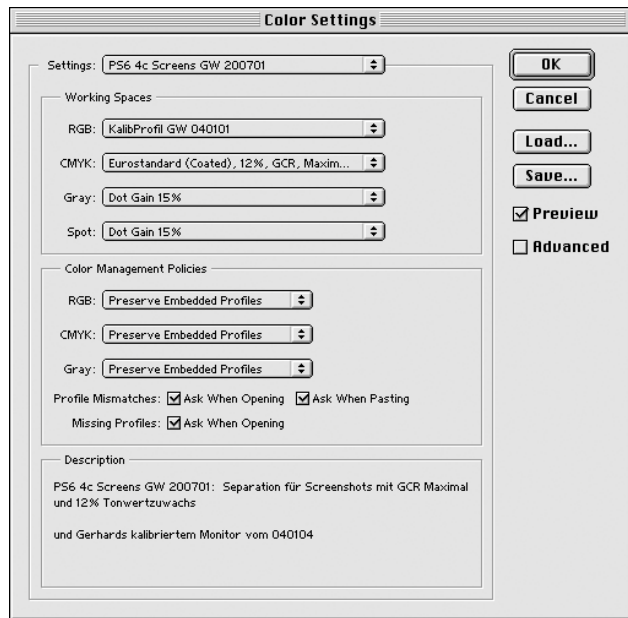 Color Settings
Settings: PS6 4c Screens GW 200701
OK
Cancel
Load...
Save...
Preview
Advanced
Working Spaces
RGB: KalibProfil GW 040101
CMYK: Eurostandard (Coated), 12%, GCR, Maxim...
Gray: Dot Gain 15%
Spot: Dot Gain 15%
Color Management Policies
RGB: Preserve Embedded Profiles
CMYK: Preserve Embedded Profiles
Gray: Preserve Embedded Profiles
Profile Mismatches: Ask When Opening Ask When Pasting
Missing Profiles: Ask When Opening
Description
PS6 4c Screens GW 200701: Separation für Screenshots mit GCR Maximal
und 12% Tonwertzuwachs
und Gerhards kalibriertem Monitor vom 040104